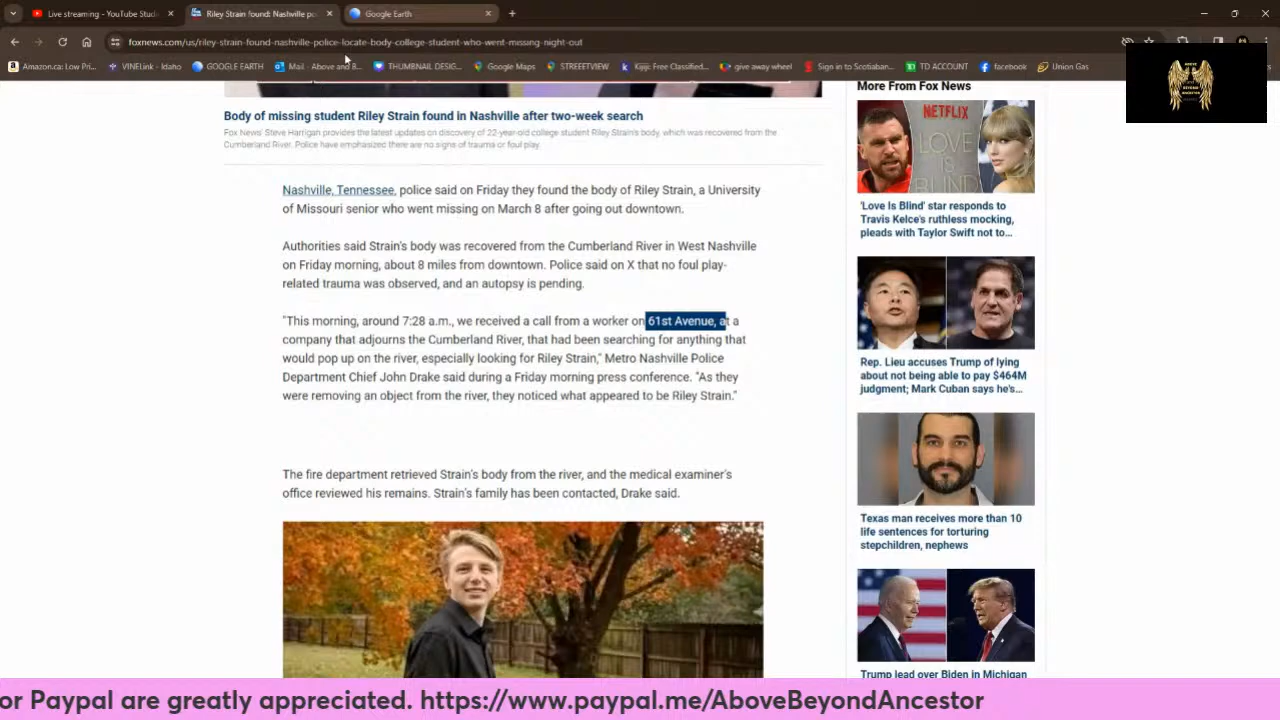 Live streaming - YouTube Studio
Riley Strain found: Nashville po
Google Earth
foxnews.com/us/riley-strain-found-nashville-police-locate-body-college-student-who-went-missing-night-out
Amazon.ca: Low Pri...
VINELink - Idaho
GOOGLE EARTH
Mail - Above and B...
THUMBNAIL DESIG...
Google Maps
STREEETVIEW
Kijiji: Free Classified...
give away wheel
Sign in to Scotiaban...
TD ACCOUNT
facebook
Union Gas
ABOVE
BEYOND
ANCESTOR
Body of missing student Riley Strain found in Nashville after two-week search
Fox News' Steve Harrigan provides the latest updates on discovery of 22-year-old college student Riley Strain's body, which was recovered from the
Cumberland River. Police have emphasized there are no signs of trauma or foul play.
Nashville, Tennessee, police said on Friday they found the body of Riley Strain, a University
of Missouri senior who went missing on March 8 after going out downtown.
Authorities said Strain's body was recovered from the Cumberland River in West Nashville
on Friday morning, about 8 miles from downtown. Police said on X that no foul play-
related trauma was observed, and an autopsy is pending.
"This morning, around 7:28 a.m., we received a call from a worker on 61st Avenue, at a
company that adjourns the Cumberland River, that had been searching for anything that
would pop up on the river, especially looking for Riley Strain," Metro Nashville Police
Department Chief John Drake said during a Friday morning press conference. "As they
were removing an object from the river, they noticed what appeared to be Riley Strain."
The fire department retrieved Strain's body from the river, and the medical examiner's
office reviewed his remains. Strain's family has been contacted, Drake said.
More From Fox News
NETFLIX
LOVE
IS
BLIND
'Love Is Blind' star responds to
Travis Kelce's ruthless mocking,
pleads with Taylor Swift not to...
Rep. Lieu accuses Trump of lying
about not being able to pay $464M
judgment; Mark Cuban says he's...
Texas man receives more than 10
life sentences for torturing
stepchildren, nephews
Trump lead over Biden in Michigan
or Paypal are greatly appreciated. https://www.paypal.me/AboveBeyondAncestor